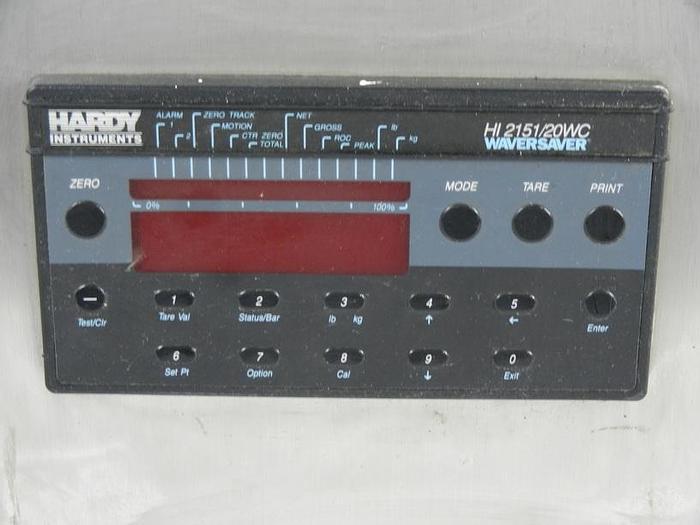 HARDY
INSTRUMENTS
ALARM ZERO TRACK NET
1 MOTION GROSS lb
2 CTR ZERO ROC kg
TOTAL PEAK
HI 2151/20WC
WAVERSAVER
ZERO MODE TARE PRINT
0% 100%
– 1 2 3 4 5
Test/Clr Tare Val Status/Bar lb kg ↑ ← Enter
6 7 8 9 0
Set Pt Option Cal ↓ Exit